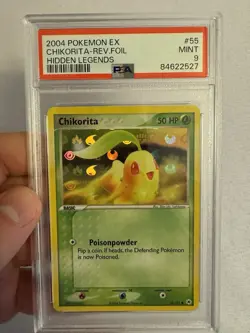 2004 POKEMON EX #55
CHIKORITA-REV.FOIL MINT
HIDDEN LEGENDS 9
PSA 84622527
Chikorita 50 HP
BASIC
Poisonpowder
Flip a coin. If heads, the Defending Pokémon
is now Poisoned.